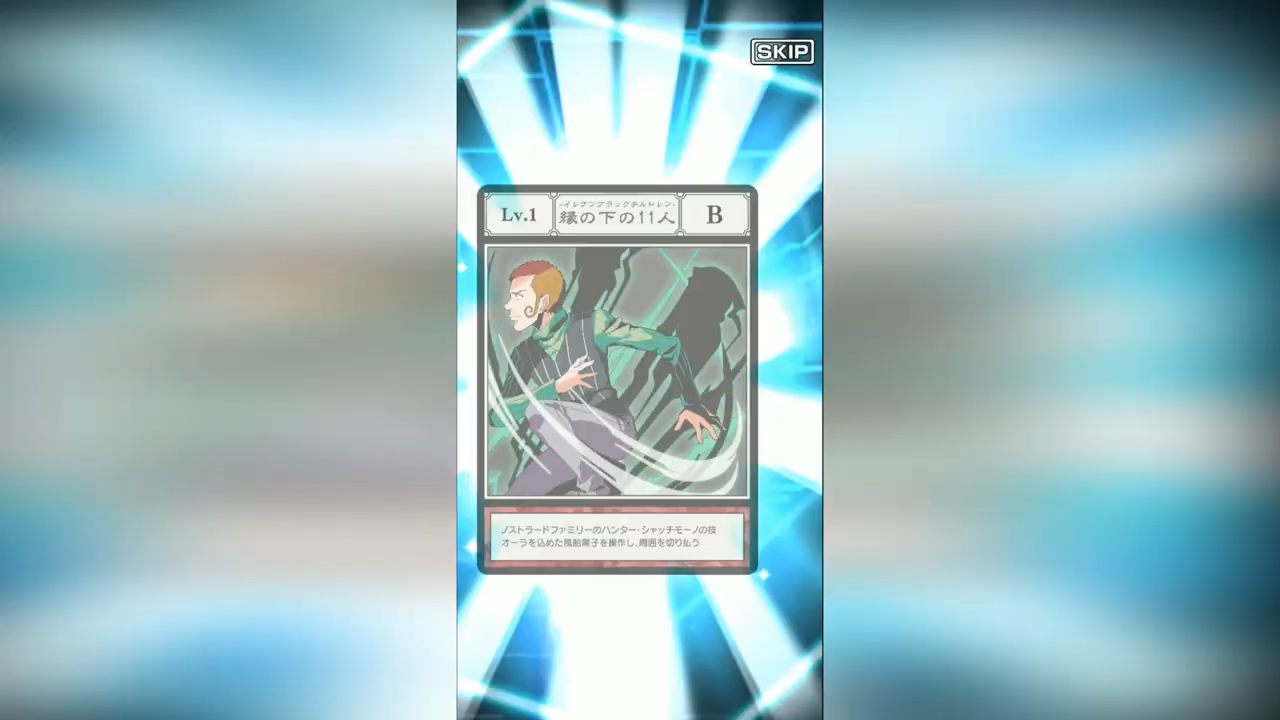 SKIP
-イレブンブラックチルドレン-
Lv.1
縁の下の11人
B
ノストラードファミリーのハンター・シャッチモーノの技
オーラを込めた風船黒子を操作し、周囲を切り払う